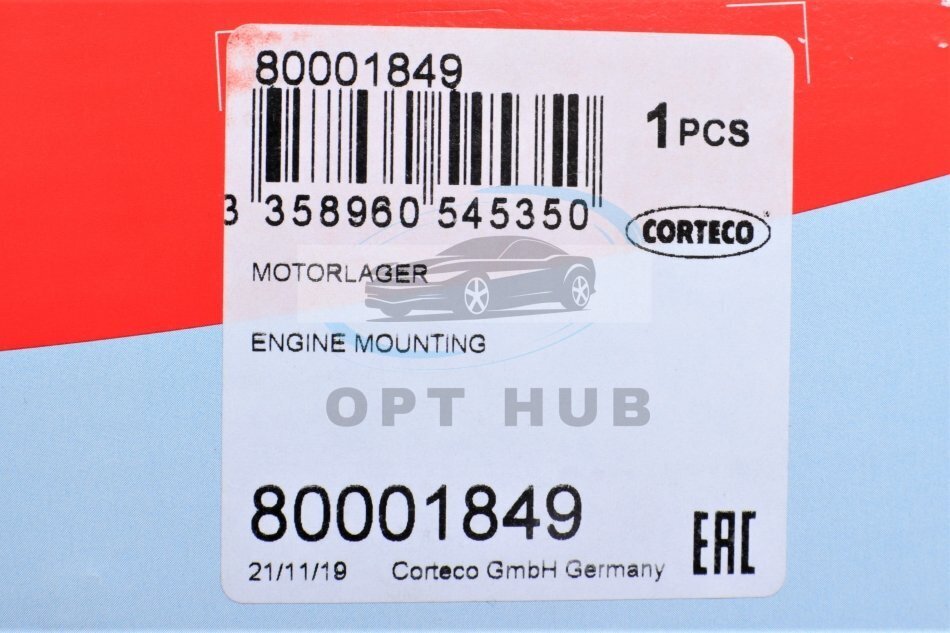 80001849
1 PCS
3 358960 545350
CORTECO
MOTORLAGER
ENGINE MOUNTING
OPT HUB
80001849
EAC
21/11/19 Corteco GmbH Germany